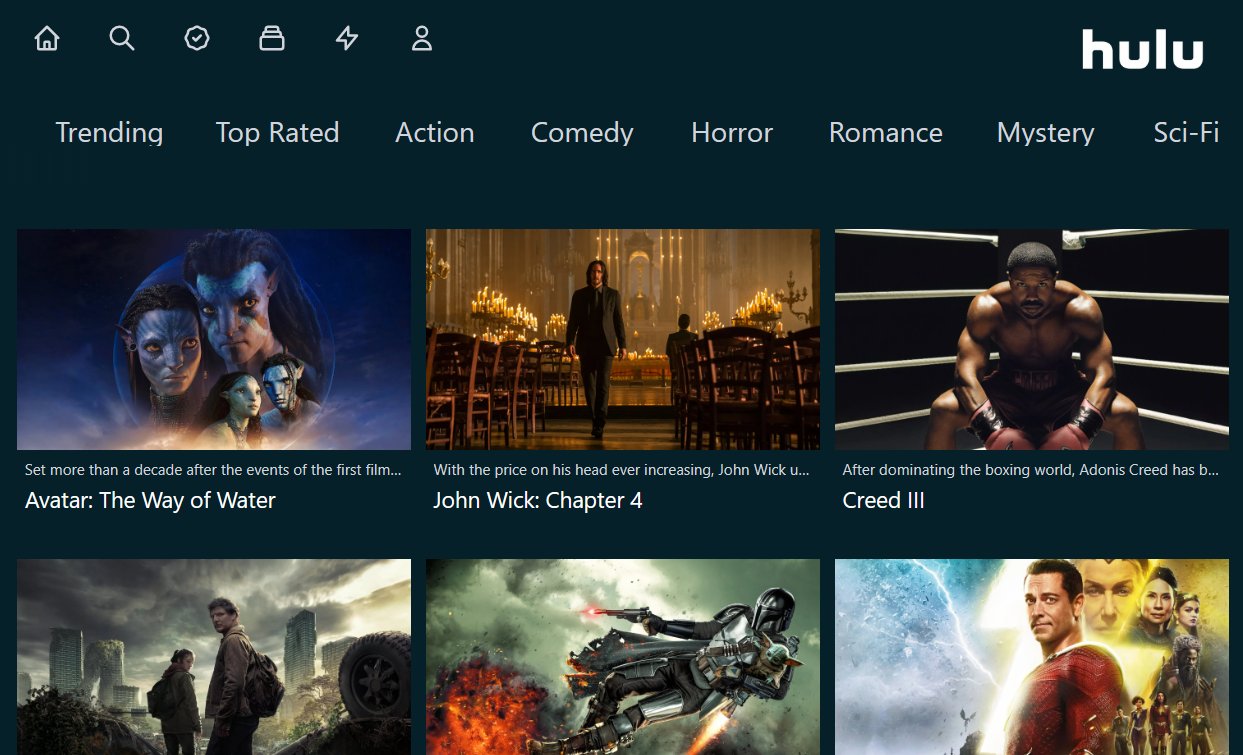 hulu
Trending Top Rated Action Comedy Horror Romance Mystery Sci-Fi
Set more than a decade after the events of the first film...
Avatar: The Way of Water
With the price on his head ever increasing, John Wick u...
John Wick: Chapter 4
After dominating the boxing world, Adonis Creed has b...
Creed III